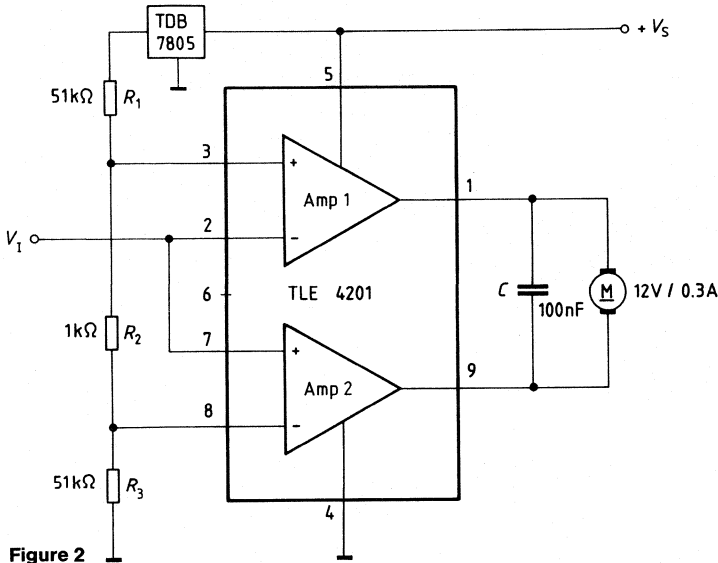 TDB
7805
+ VS
5
51kΩ R1
3
+
Amp 1
1
VI
2
−
6
TLE 4201
C
100nF
M
12V / 0.3A
1kΩ R2
7
+
Amp 2
9
8
−
51kΩ R3
4
Figure 2